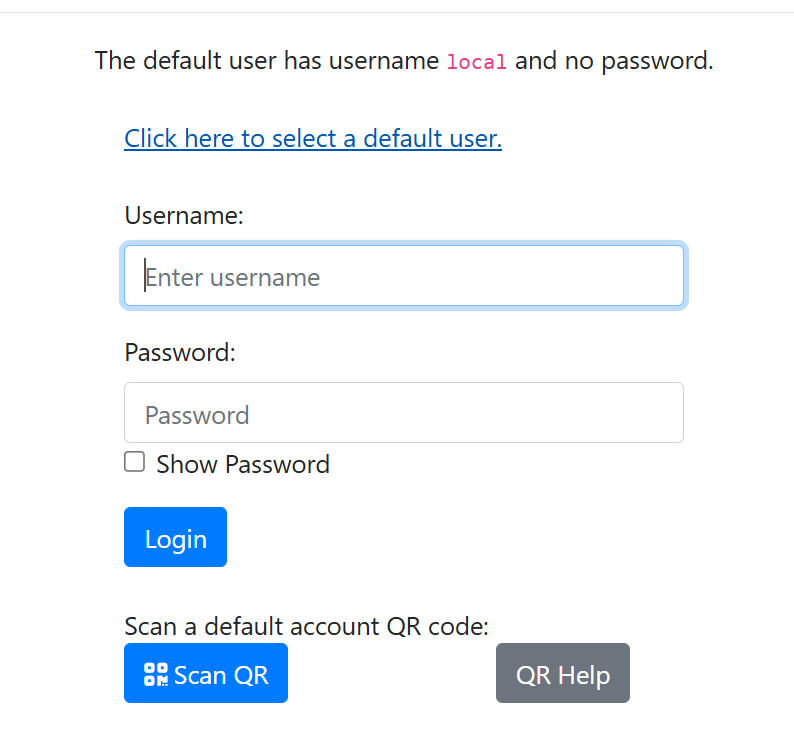 The default user has username local and no password.
Click here to select a default user.
Username:
Enter username
Password:
Password
Show Password
Login
Scan a default account QR code:
Scan QR
QR Help